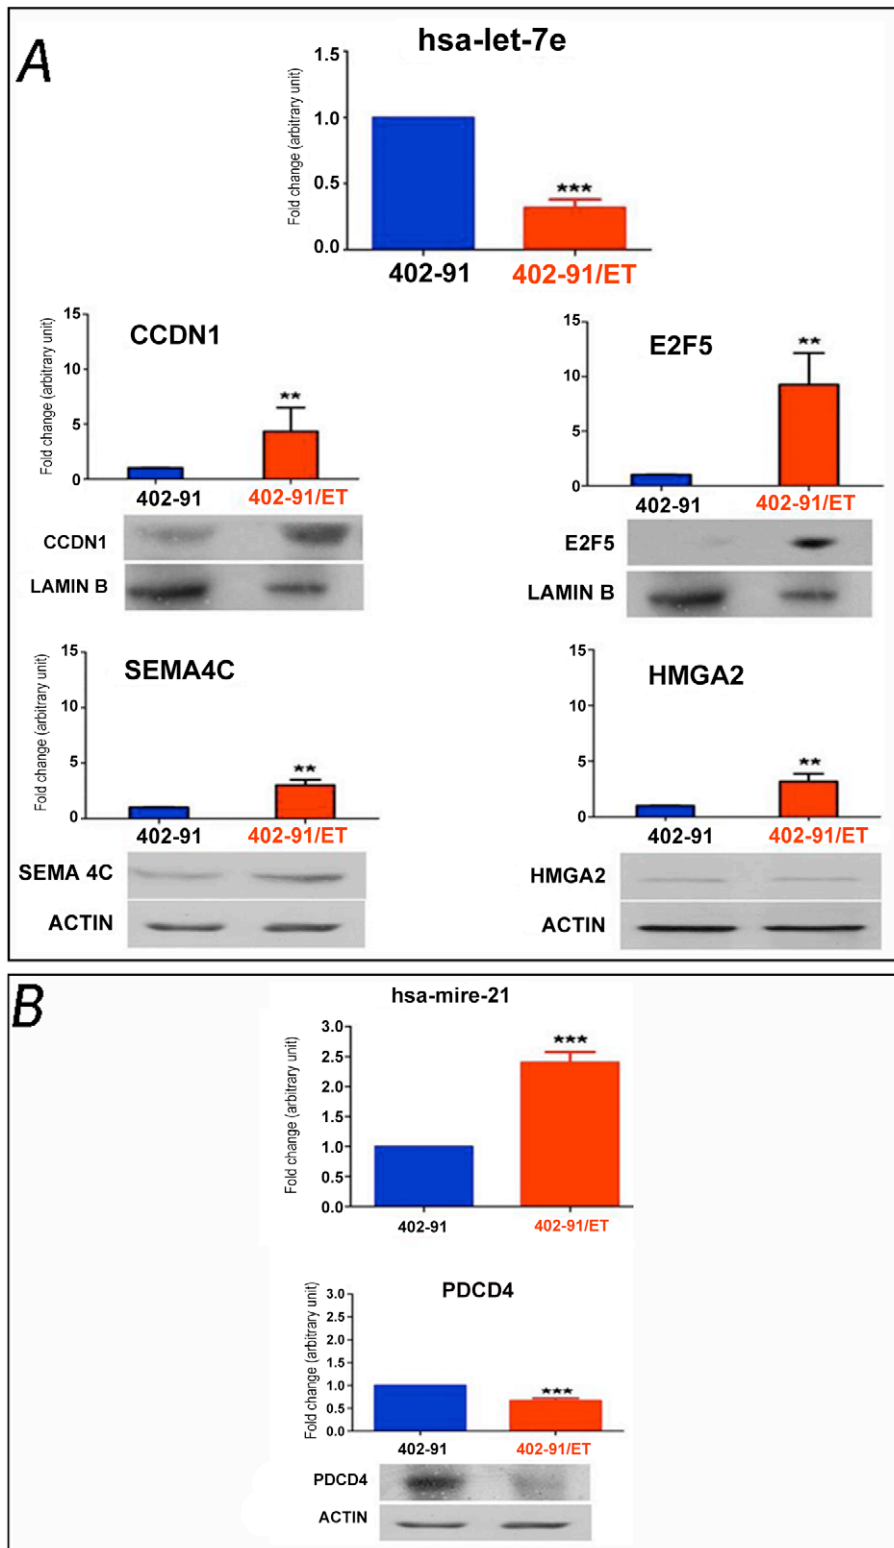 A
hsa-let-7e
Fold change (arbitrary unit)
1.5
1.0
0.5
0.0
***
402-91
402-91/ET
CCDN1
Fold change (arbitrary unit)
15
10
5
0
**
402-91
402-91/ET
CCDN1
LAMIN B
E2F5
15
10
5
0
**
402-91
402-91/ET
E2F5
LAMIN B
SEMA4C
Fold change (arbitrary unit)
15
10
5
0
**
402-91
402-91/ET
SEMA 4C
ACTIN
HMGA2
15
10
5
0
**
402-91
402-91/ET
HMGA2
ACTIN
B
hsa-mire-21
Fold change (arbitrary unit)
3.0
2.5
2.0
1.5
1.0
0.5
0.0
***
402-91
402-91/ET
PDCD4
Fold change (arbitrary unit)
3.0
2.5
2.0
1.5
1.0
0.5
0.0
***
402-91
402-91/ET
PDCD4
ACTIN